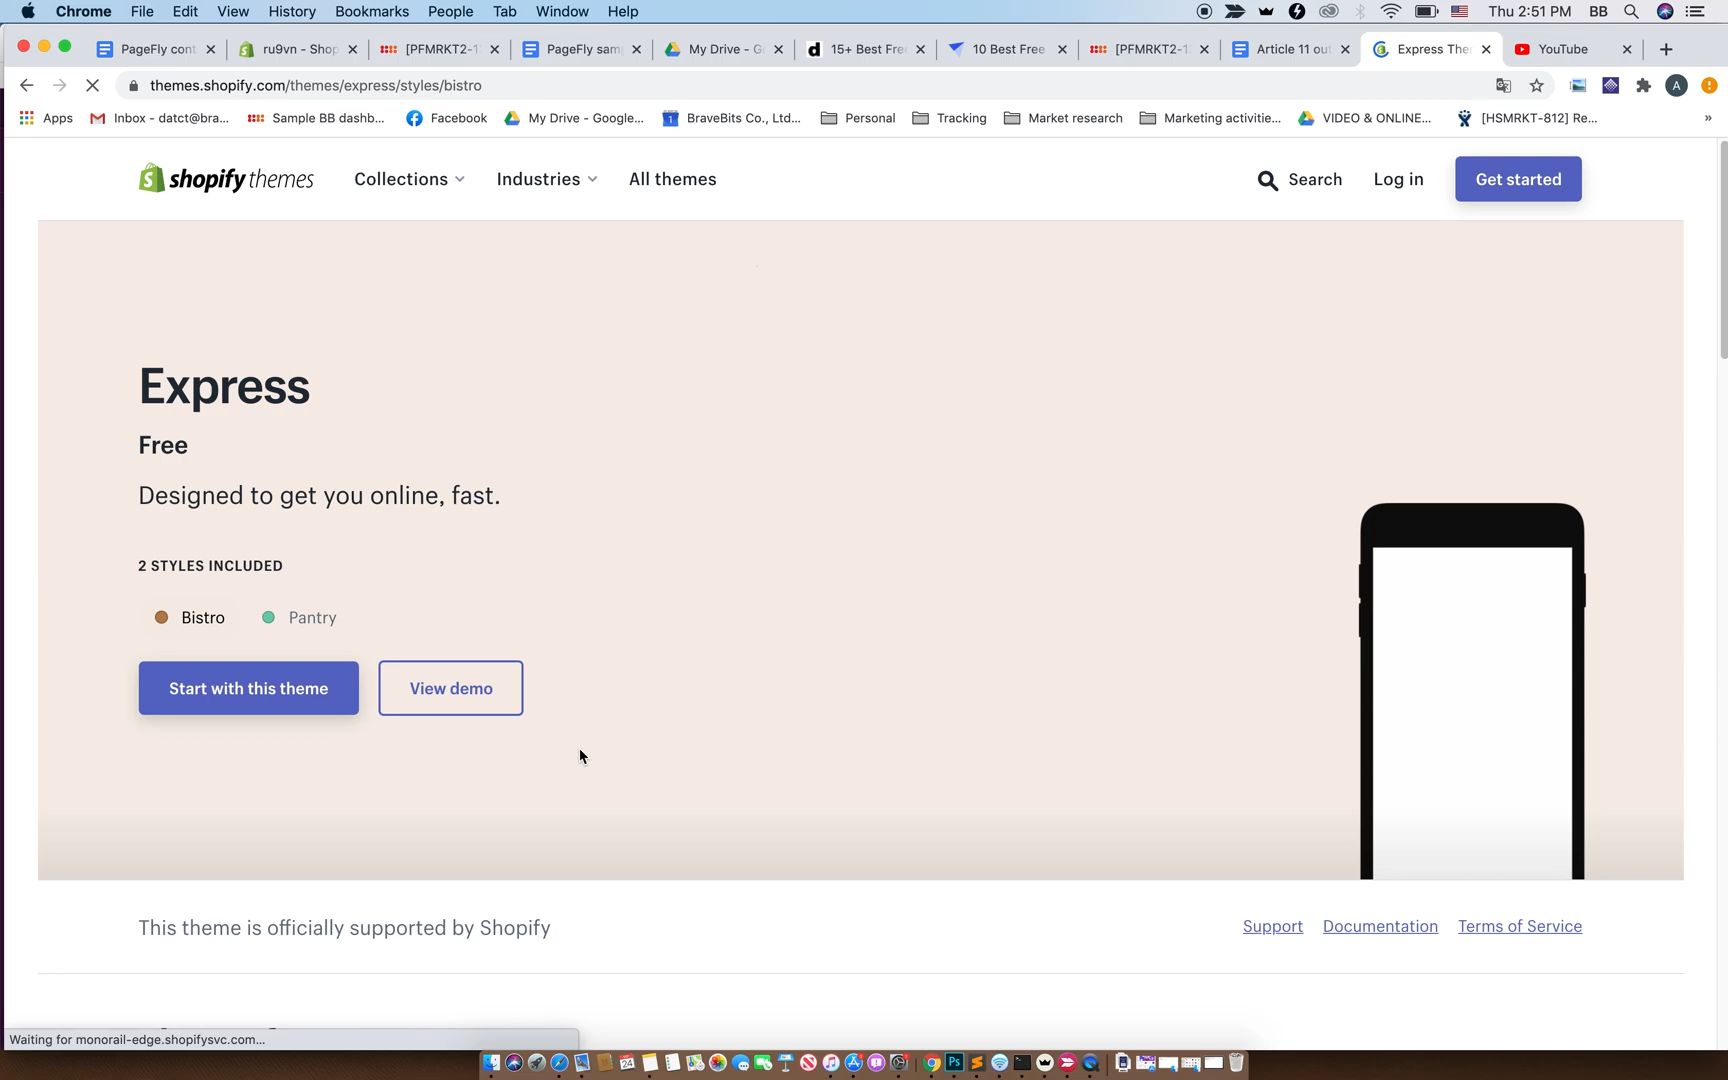 Chrome File Edit View History Bookmarks People Tab Window Help Thu 2:51 PM BB
PageFly cont ru9vn - Shop [PFMRKT2-1 PageFly sam My Drive - G 15+ Best Fre 10 Best Free [PFMRKT2-1 Article 11 out Express The YouTube
themes.shopify.com/themes/express/styles/bistro A
Apps Inbox - datct@bra... Sample BB dashb... Facebook My Drive - Google... BraveBits Co., Ltd... Personal Tracking Market research Marketing activitie... VIDEO & ONLINE... [HSMRKT-812] Re... »
shopify themes Collections Industries All themes Search Log in Get started
Express
Free
Designed to get you online, fast.
2 STYLES INCLUDED
Bistro Pantry
Start with this theme View demo
This theme is officially supported by Shopify Support Documentation Terms of Service
Waiting for monorail-edge.shopifysvc.com...